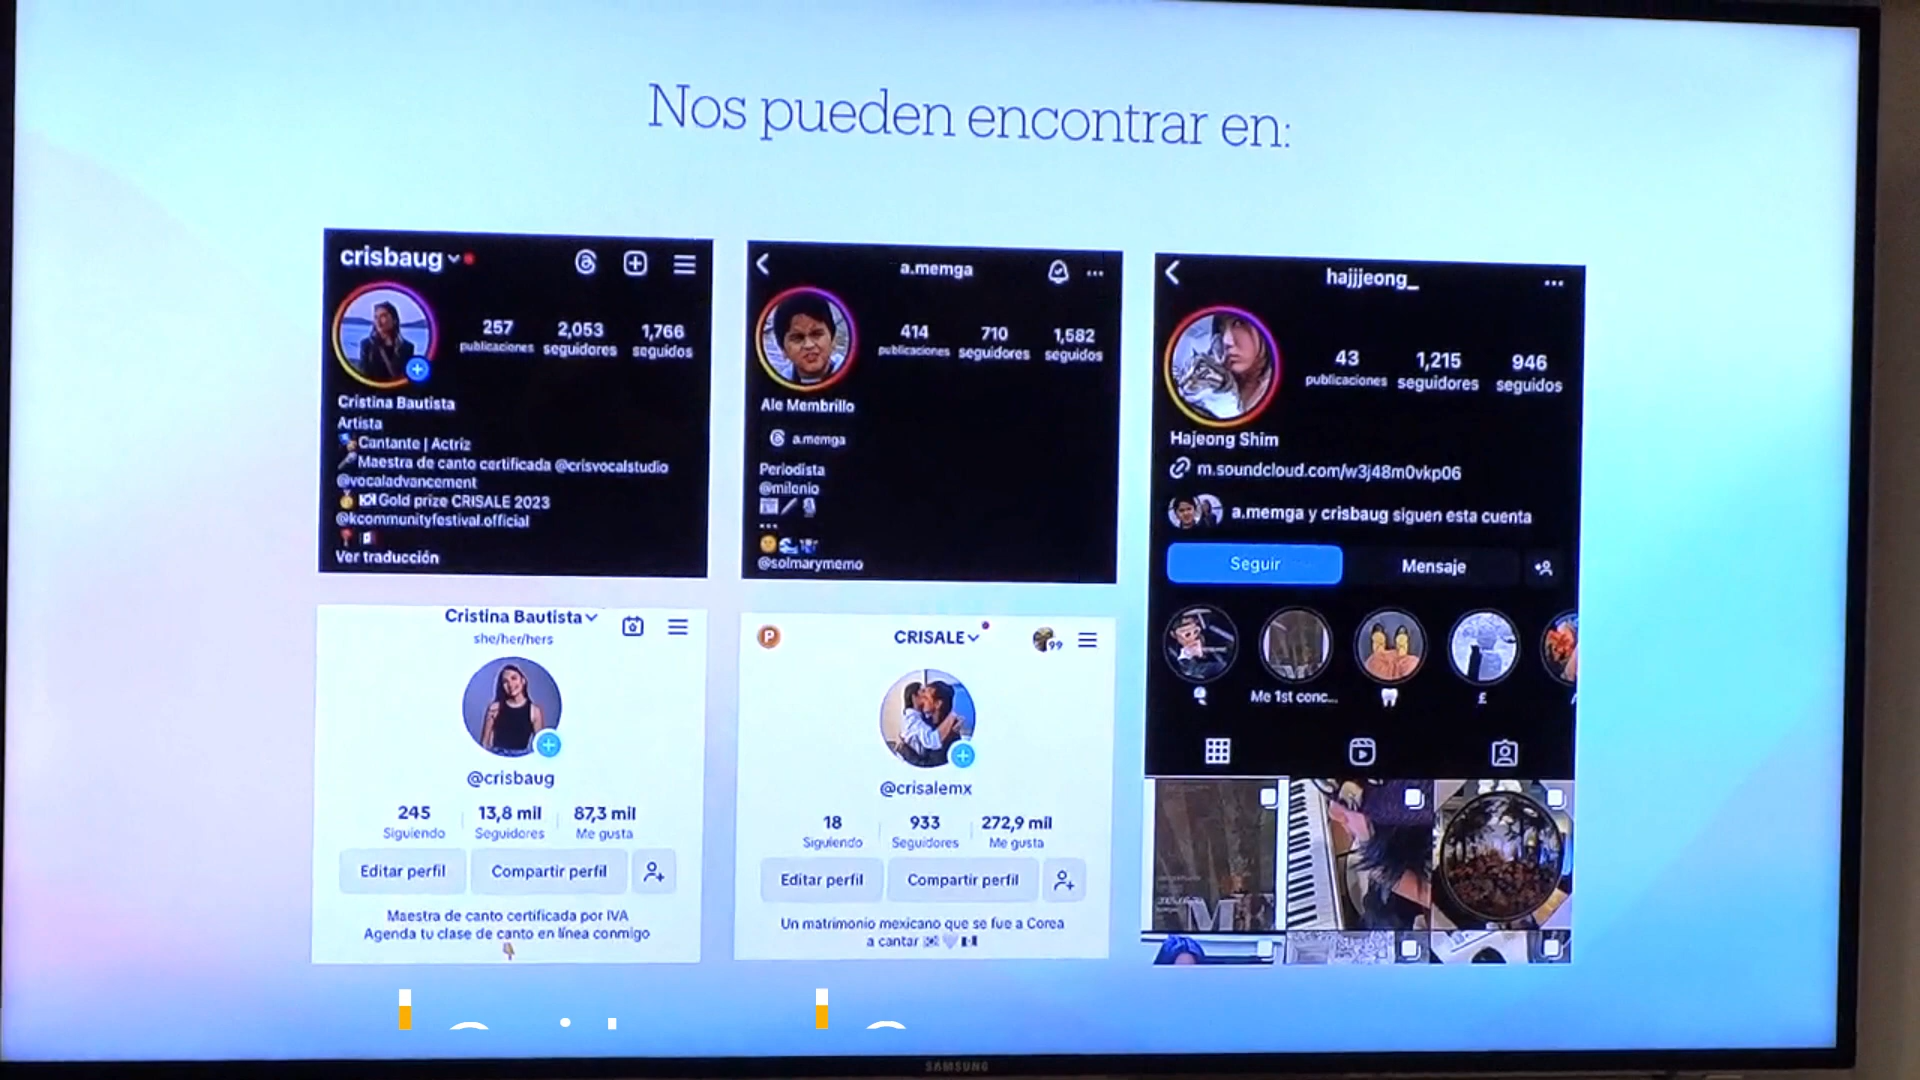 Nos pueden encontrar en:
crisbaug
257 2,053 1,766
publicaciones seguidores seguidos
Cristina Bautista
Artista
Cantante | Actriz
Maestra de canto certificada @crisvocalstudio
@vocaladvancement
Gold prize CRISALE 2023
@kcommunityfestival.official
Ver traducción
a.memga
414 710 1,582
publicaciones seguidores seguidos
Ale Membrillo
a.memga
Periodista
@milenio
@solmarymemo
hajjjeong_
43 1,215 946
publicaciones seguidores seguidos
Hajeong Shim
m.soundcloud.com/w3j48m0vkp06
a.memga y crisbaug siguen esta cuenta
Seguir Mensaje
Me 1st conc... £
Cristina Bautista
she/her/hers
@crisbaug
245 13,8 mil 87,3 mil
Siguiendo Seguidores Me gusta
Editar perfil Compartir perfil
Maestra de canto certificada por IVA
Agenda tu clase de canto en línea conmigo
P CRISALE 99
@crisalemx
18 933 272,9 mil
Siguiendo Seguidores Me gusta
Editar perfil Compartir perfil
Un matrimonio mexicano que se fue a Corea
a cantar
SAMSUNG